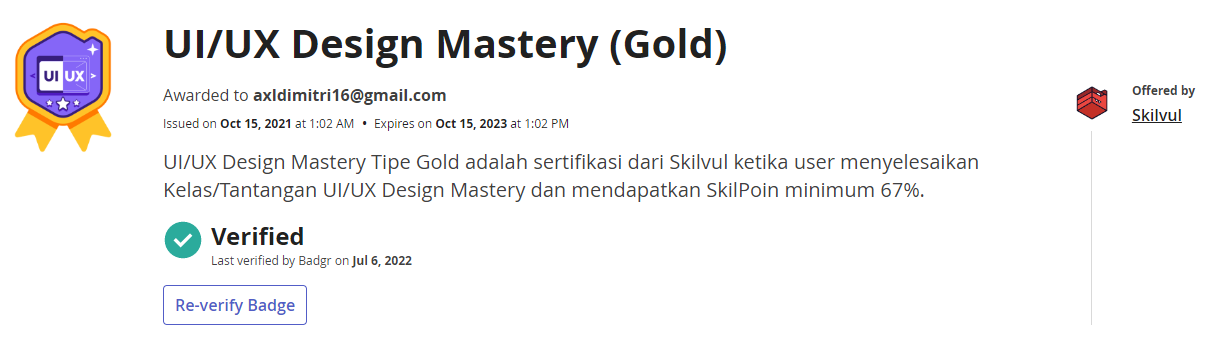 UI/UX Design Mastery (Gold)
UI UX
Awarded to axldimitri16@gmail.com
Issued on Oct 15, 2021 at 1:02 AM • Expires on Oct 15, 2023 at 1:02 PM
UI/UX Design Mastery Tipe Gold adalah sertifikasi dari Skilvul ketika user menyelesaikan
Kelas/Tantangan UI/UX Design Mastery dan mendapatkan SkilPoin minimum 67%.
Verified
Last verified by Badgr on Jul 6, 2022
Re-verify Badge
Offered by
Skilvul